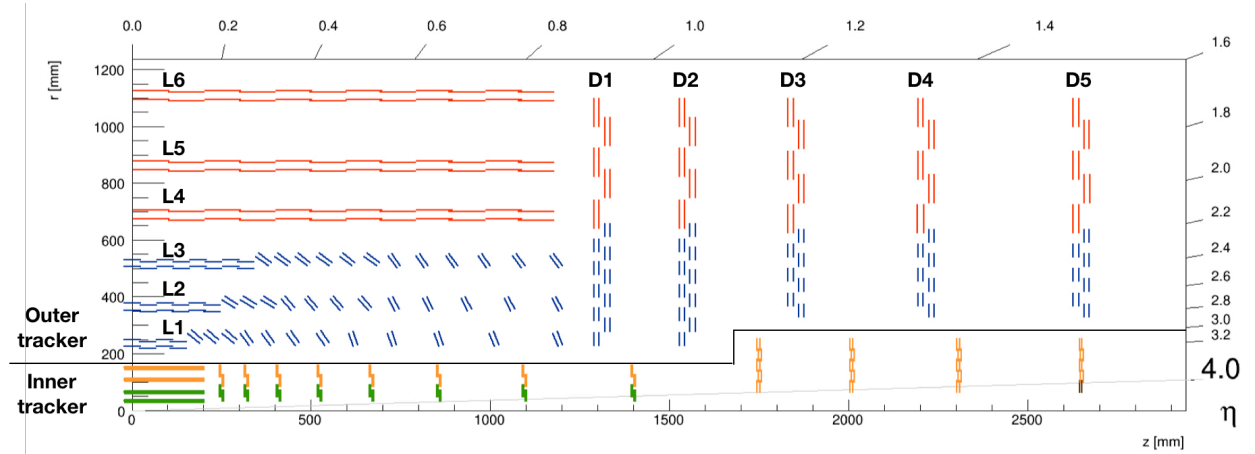 0.0 0.2 0.4 0.6 0.8 1.0 1.2 1.4 1.6
r [mm]
1200 L6 D1 D2 D3 D4 D5
1.8
1000
L5
2.0
800
L4
2.2
600
L3
2.4
2.6
400 L2
2.8
Outer
tracker
L1
3.0
3.2
200
4.0
Inner
tracker
0
η
0 500 1000 1500 2000 2500
z [mm]